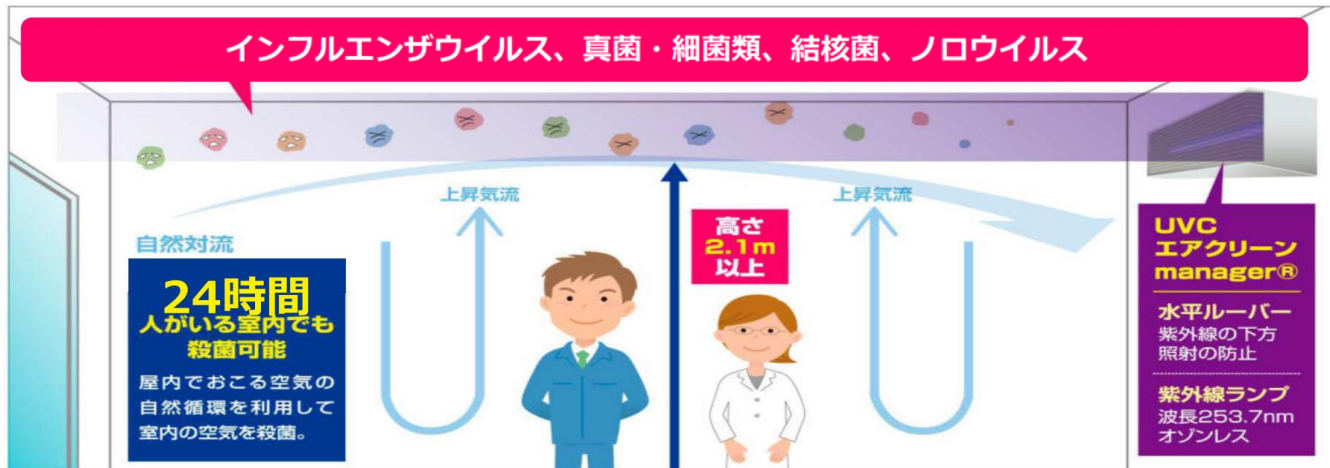 インフルエンザウイルス、真菌・細菌類、結核菌、ノロウイルス
上昇気流
上昇気流
自然対流
24時間
人がいる室内でも
殺菌可能
屋内でおこる空気の
自然循環を利用して
室内の空気を殺菌。
高さ
2.1m
以上
UVC
エアクリーン
manager®
水平ルーバー
紫外線の下方
照射の防止
紫外線ランプ
波長253.7nm
オゾンレス